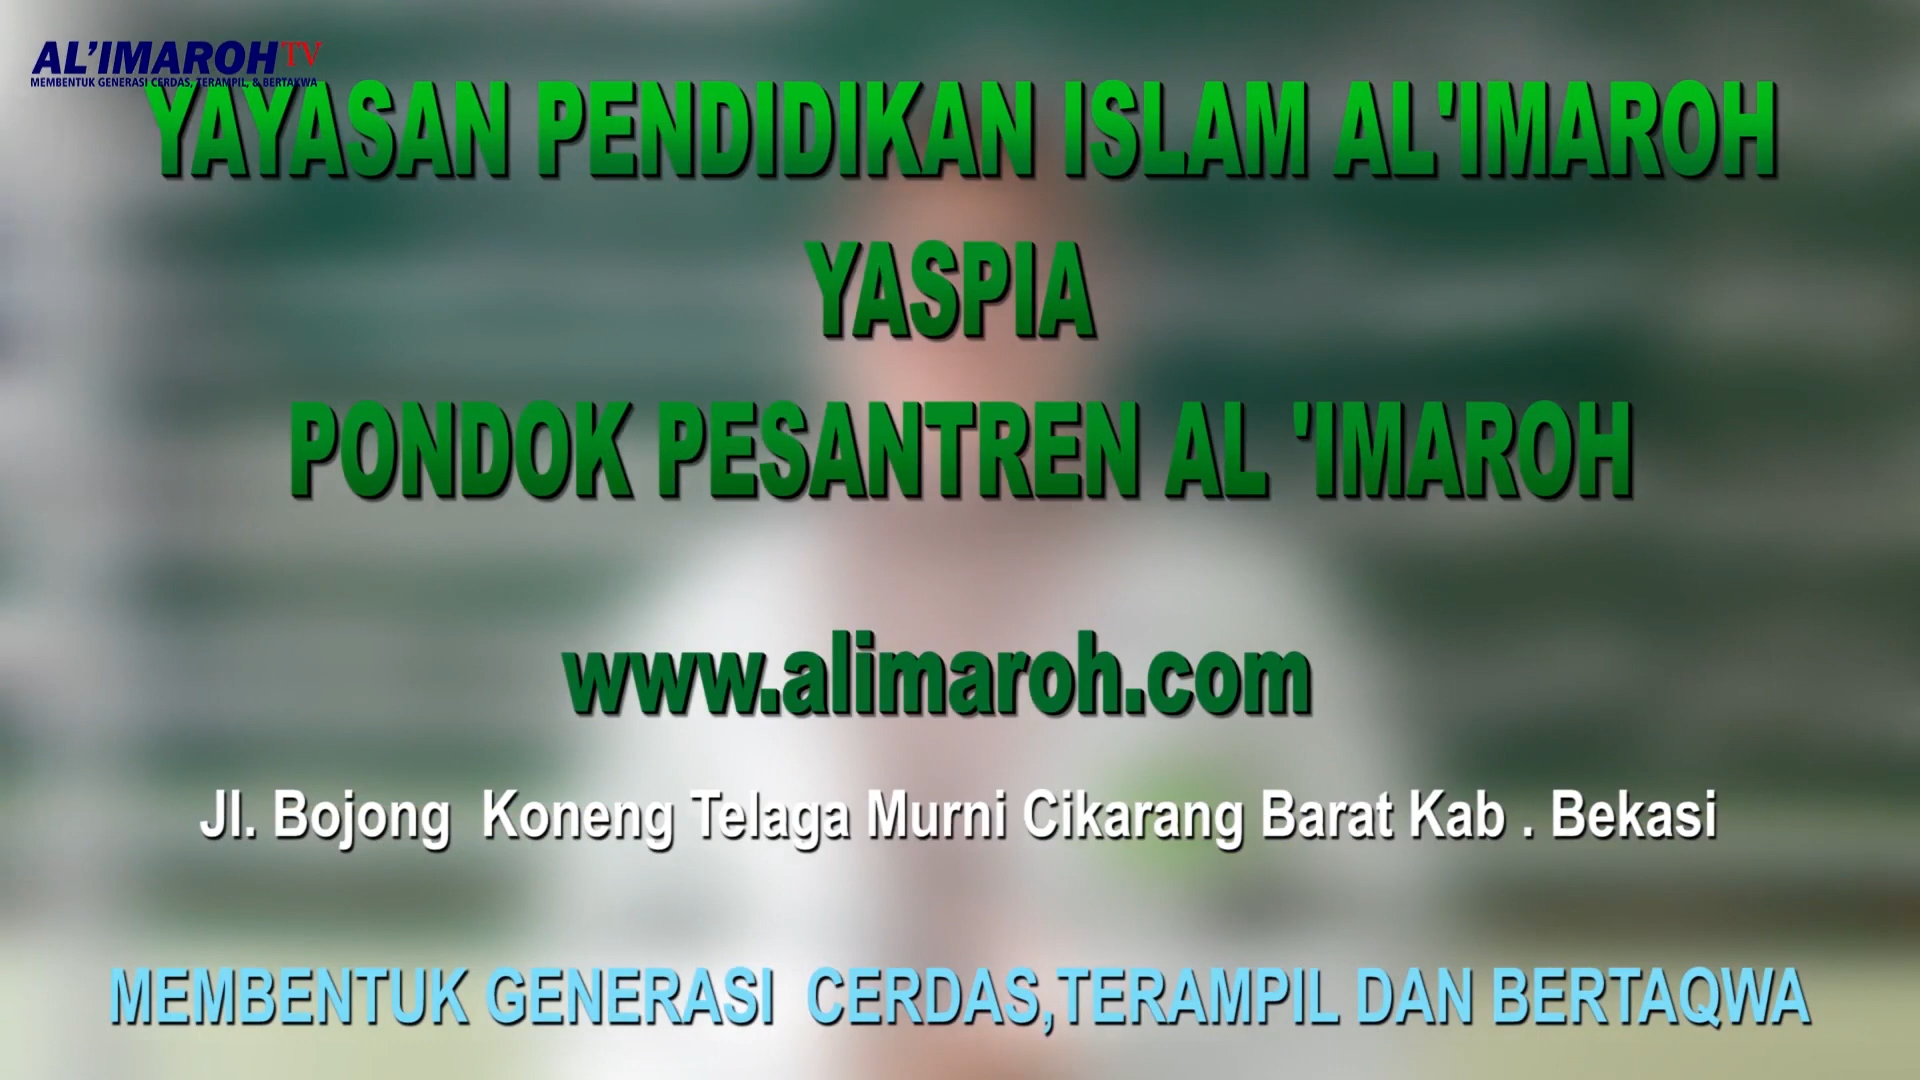 AL'IMAROH TV
MEMBENTUK GENERASI CERDAS, TERAMPIL, & BERTAKWA
YAYASAN PENDIDIKAN ISLAM AL'IMAROH
YASPIA
PONDOK PESANTREN AL 'IMAROH
www.alimaroh.com
Jl. Bojong Koneng Telaga Murni Cikarang Barat Kab . Bekasi
MEMBENTUK GENERASI CERDAS,TERAMPIL DAN BERTAQWA